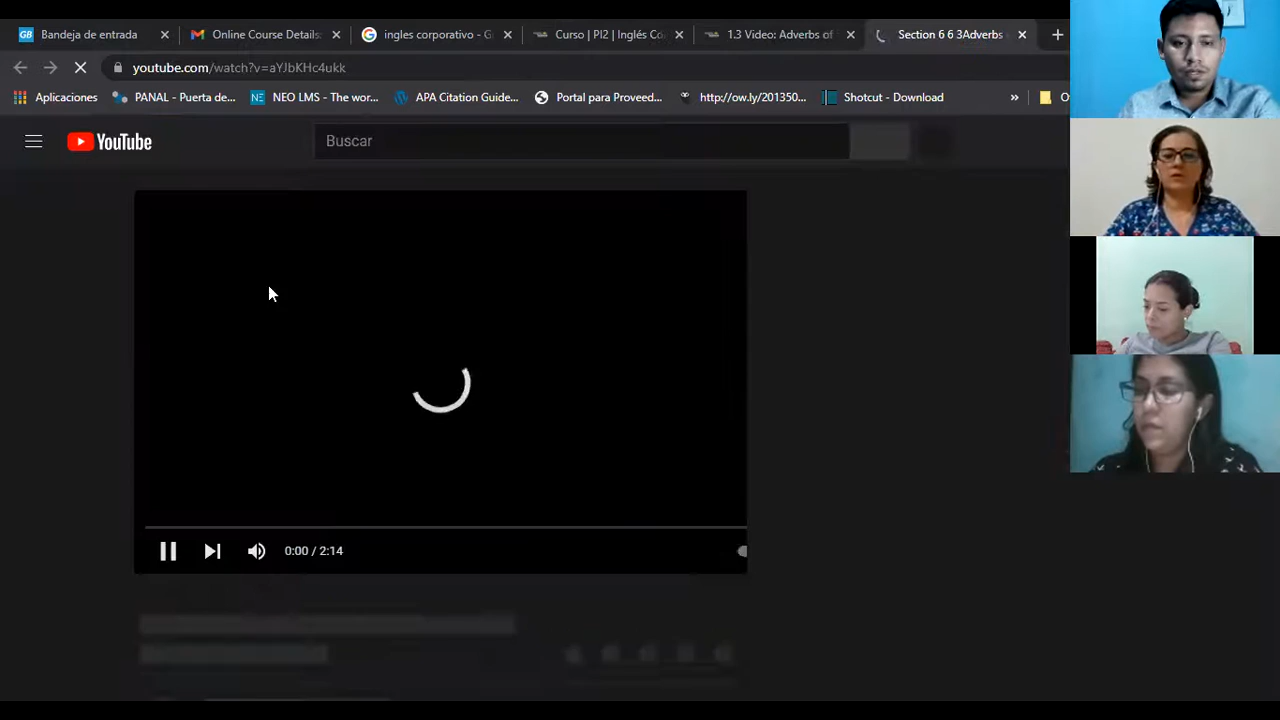 Bandeja de entrada
Online Course Details:
ingles corporativo - G
Curso | PI2 | Inglés Co
1.3 Video: Adverbs of
Section 6 6 3Adverbs
youtube.com/watch?v=aYJbKHc4ukk
Aplicaciones
PANAL - Puerta de...
NEO LMS - The wor...
APA Citation Guide...
Portal para Proveed...
http://ow.ly/201350...
Shotcut - Download
»
O
YouTube
Buscar
0:00 / 2:14